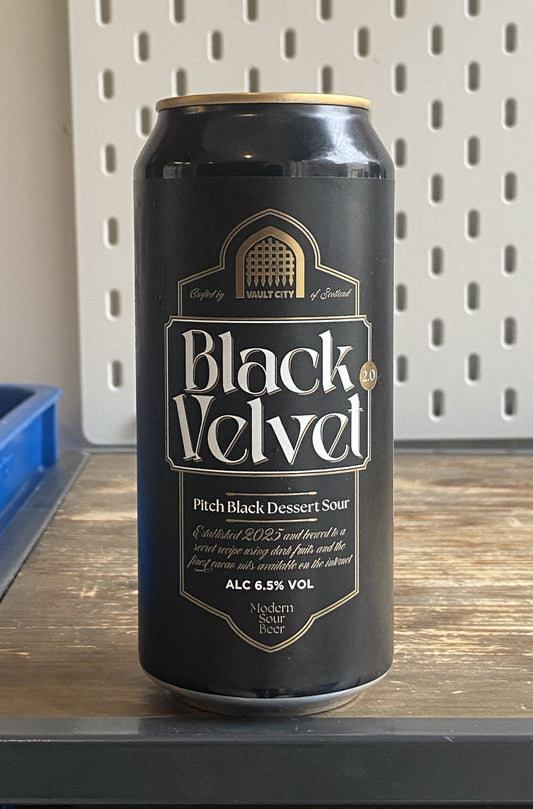 Crafted by VAULT CITY of Scotland
Black
2.0
Velvet
Pitch Black Dessert Sour
Established 2025 and brewed to a
secret recipe using dark fruits and the
finest cacao nits available on the internet
ALC 6.5% VOL
Modern
Sour
Beer